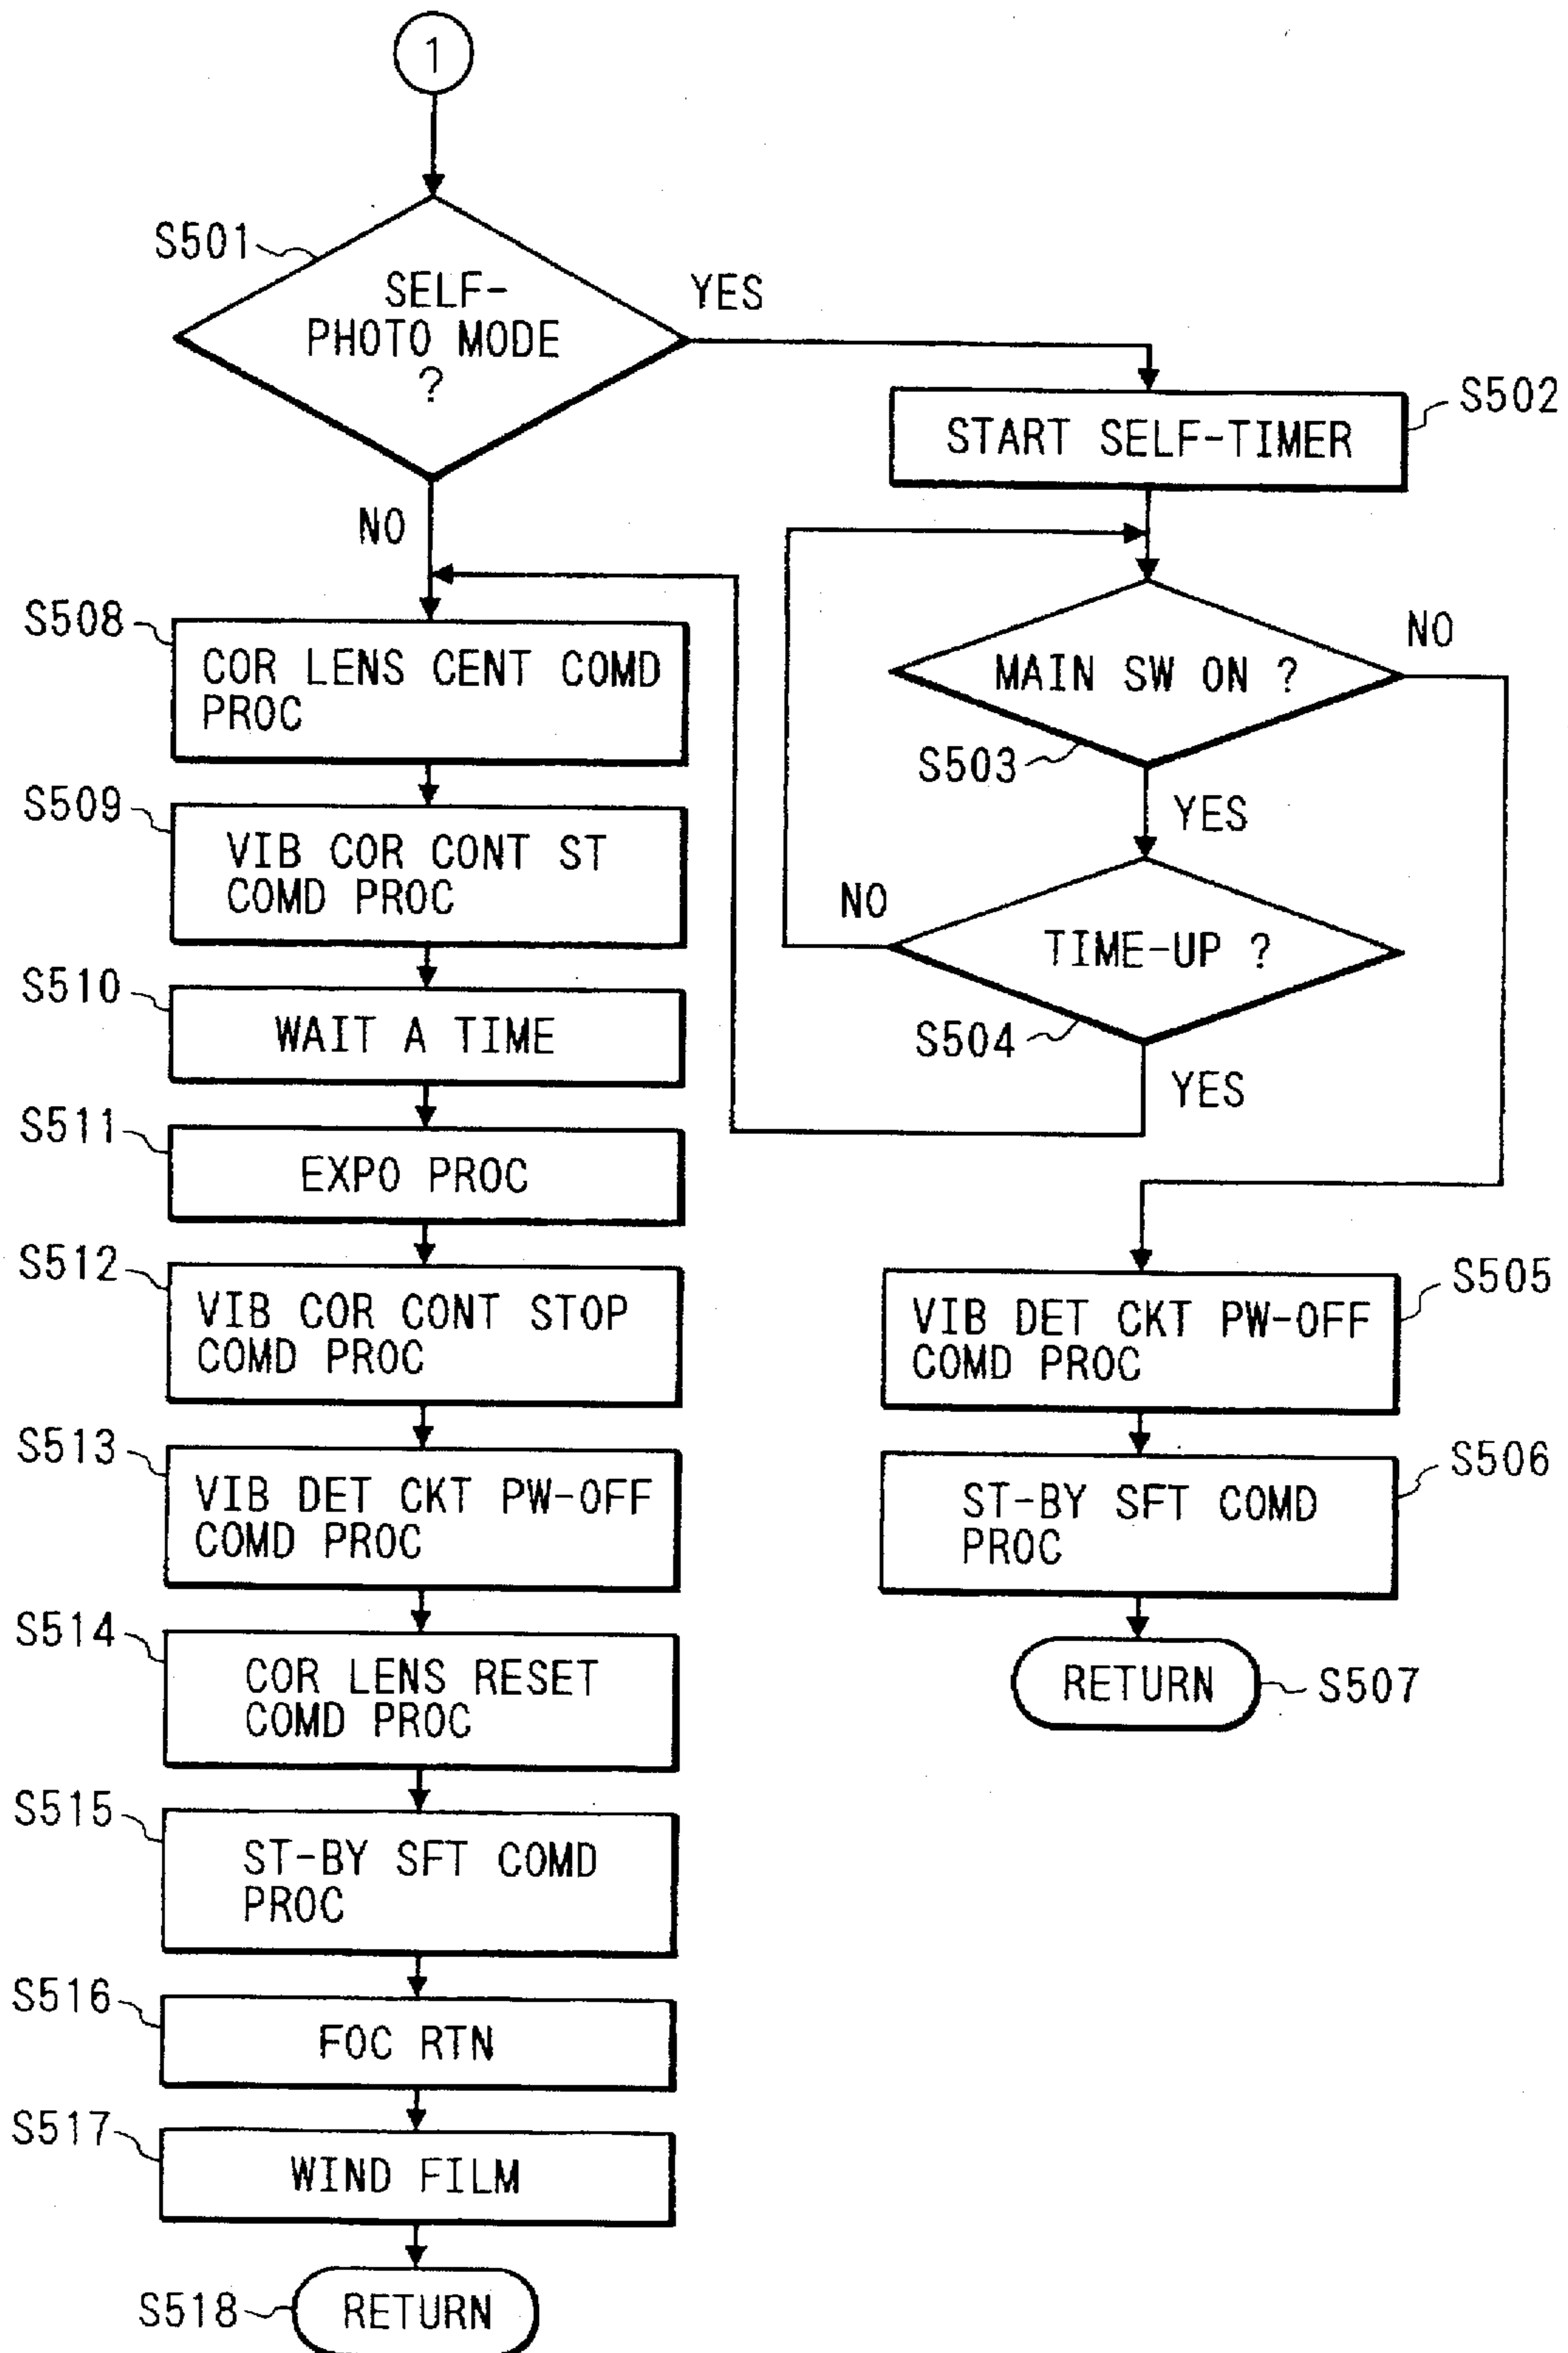 1
S501
SELF-
PHOTO MODE
?
YES
NO
START SELF-TIMER
S502
MAIN SW ON ?
NO
S503
YES
TIME-UP ?
NO
S504
YES
VIB DET CKT PW-OFF
COMD PROC
S505
ST-BY SFT COMD
PROC
S506
RETURN
S507
S508
COR LENS CENT COMD
PROC
S509
VIB COR CONT ST
COMD PROC
S510
WAIT A TIME
S511
EXPO PROC
S512
VIB COR CONT STOP
COMD PROC
S513
VIB DET CKT PW-OFF
COMD PROC
S514
COR LENS RESET
COMD PROC
S515
ST-BY SFT COMD
PROC
S516
FOC RTN
S517
WIND FILM
S518
RETURN